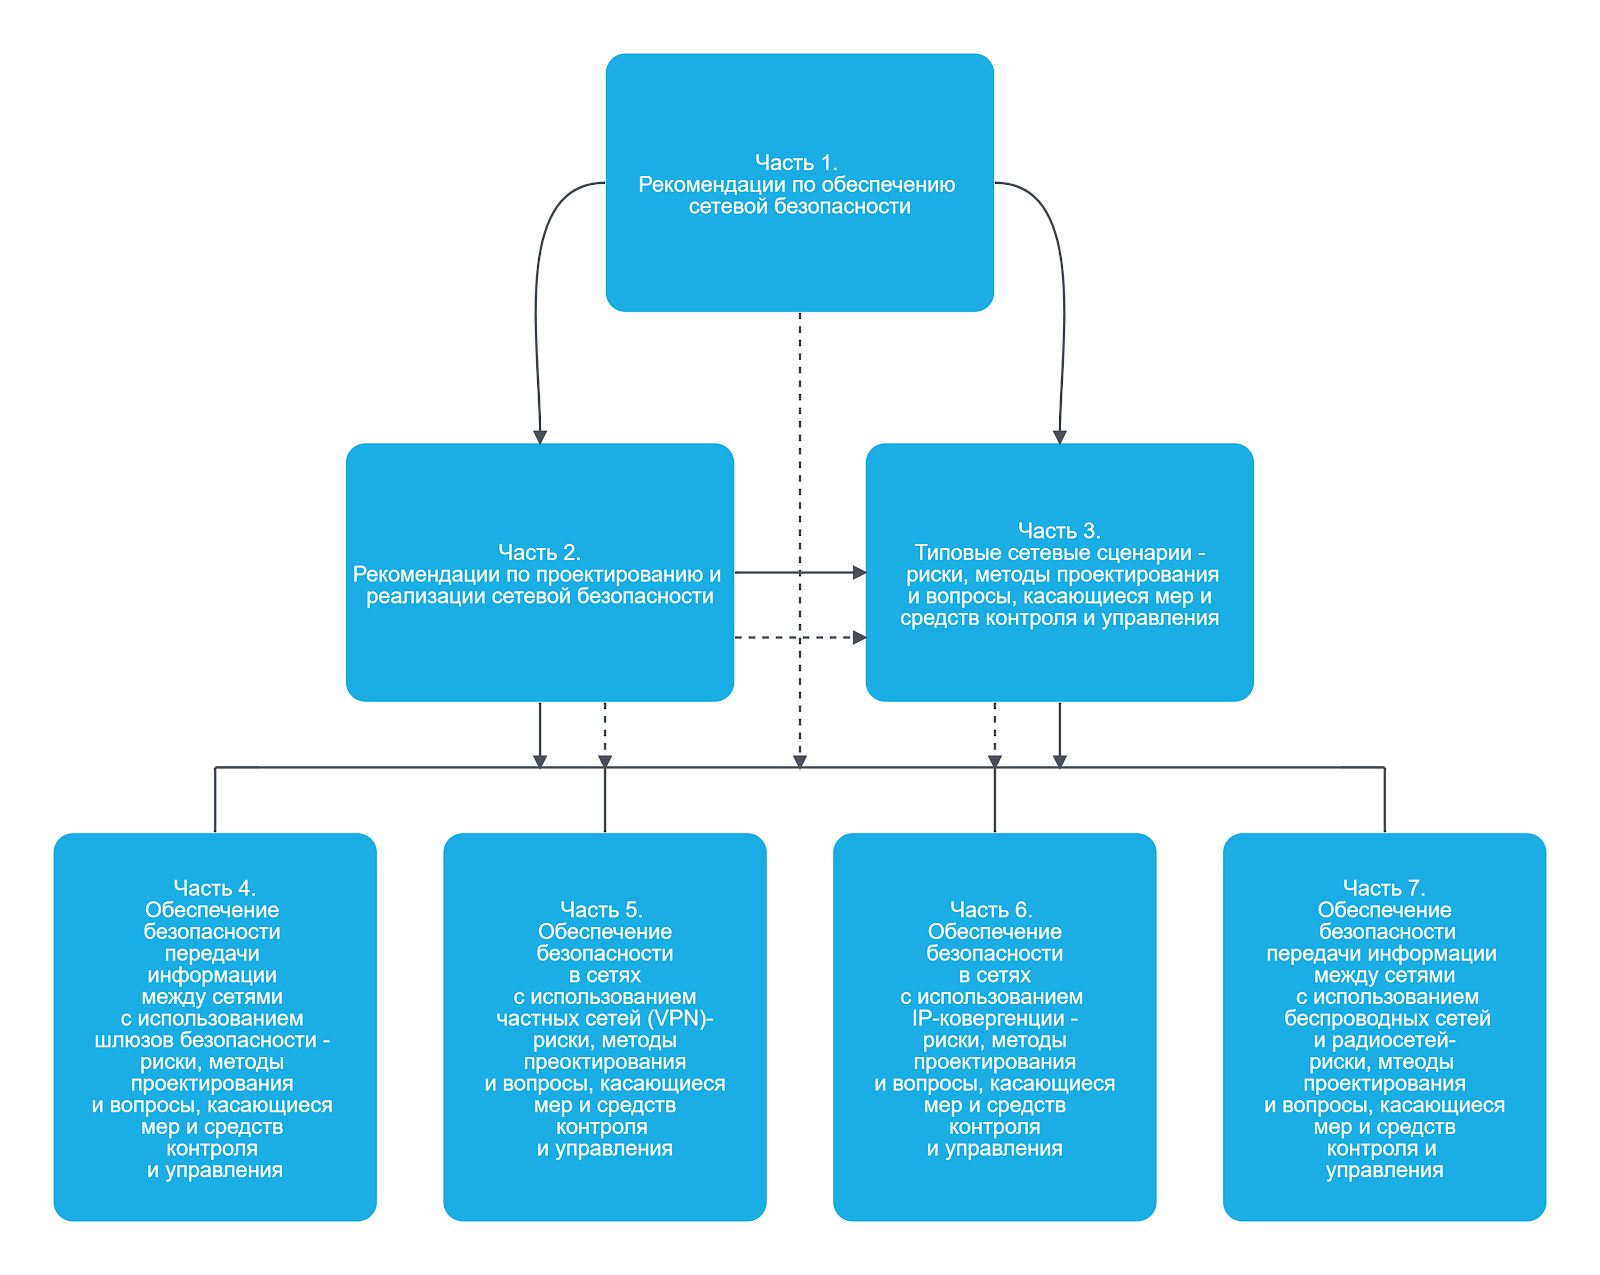 Часть 1.
Рекомендации по обеспечению
сетевой безопасности
Часть 2.
Рекомендации по проектированию и
реализации сетевой безопасности
Часть 3.
Типовые сетевые сценарии -
риски, методы проектирования
и вопросы, касающиеся мер и
средств контроля и управления
Часть 4.
Обеспечение
безопасности
передачи
информации
между сетями
с использованием
шлюзов безопасности -
риски, методы
проектирования
и вопросы, касающиеся
мер и средств
контроля
и управления
Часть 5.
Обеспечение
безопасности
в сетях
с использованием
частных сетей (VPN)-
риски, методы
преоктирования
и вопросы, касающиеся
мер и средств
контроля
и управления
Часть 6.
Обеспечение
безопасности
в сетях
с использованием
IP-ковергенции -
риски, методы
проектирования
и вопросы, касающиеся
мер и средств
контроля
и управления
Часть 7.
Обеспечение
безопасности
передачи информации
между сетями
с использованием
беспроводных сетей
и радиосетей-
риски, мтеоды
проектирования
и вопросы, касающиеся
мер и средств
контроля и
управления